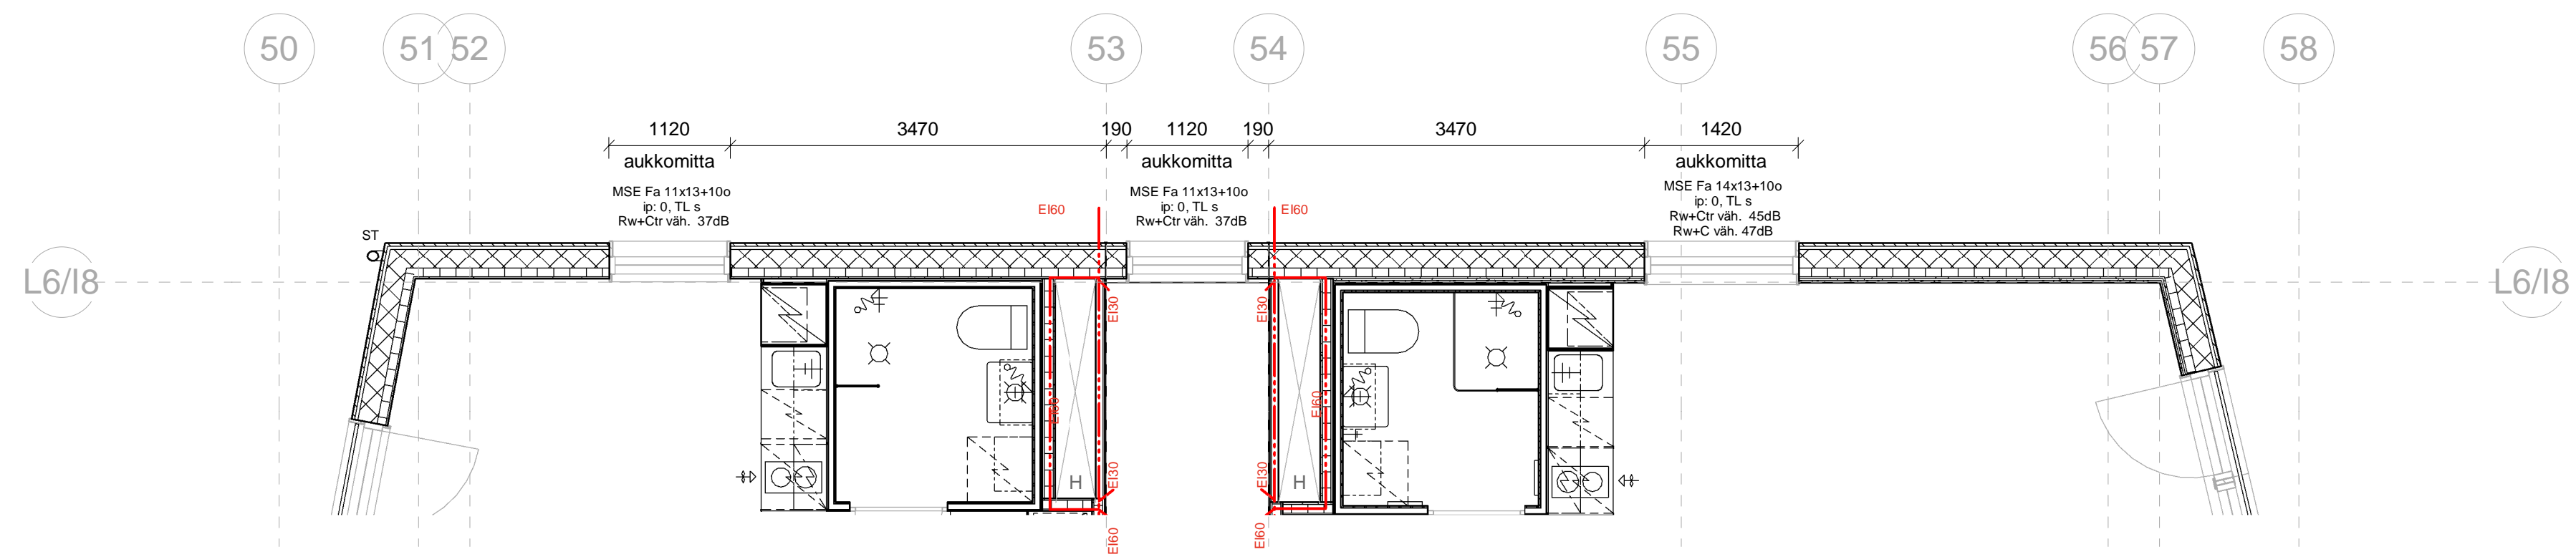 50 51 52 53 54 55 56 57 58
1120 3470 190 1120 190 3470 1420
aukkomitta aukkomitta aukkomitta
MSE Fa 11x13+10o
ip: 0, TL s
Rw+Ctr väh. 37dB
MSE Fa 11x13+10o
ip: 0, TL s
Rw+Ctr väh. 37dB
MSE Fa 14x13+10o
ip: 0, TL s
Rw+Ctr väh. 45dB
Rw+C väh. 47dB
EI60 EI60
ST
L6/I8 L6/I8
EI30 EI30
EI60 EI60
EI30 EI30
H H
EI60 EI60